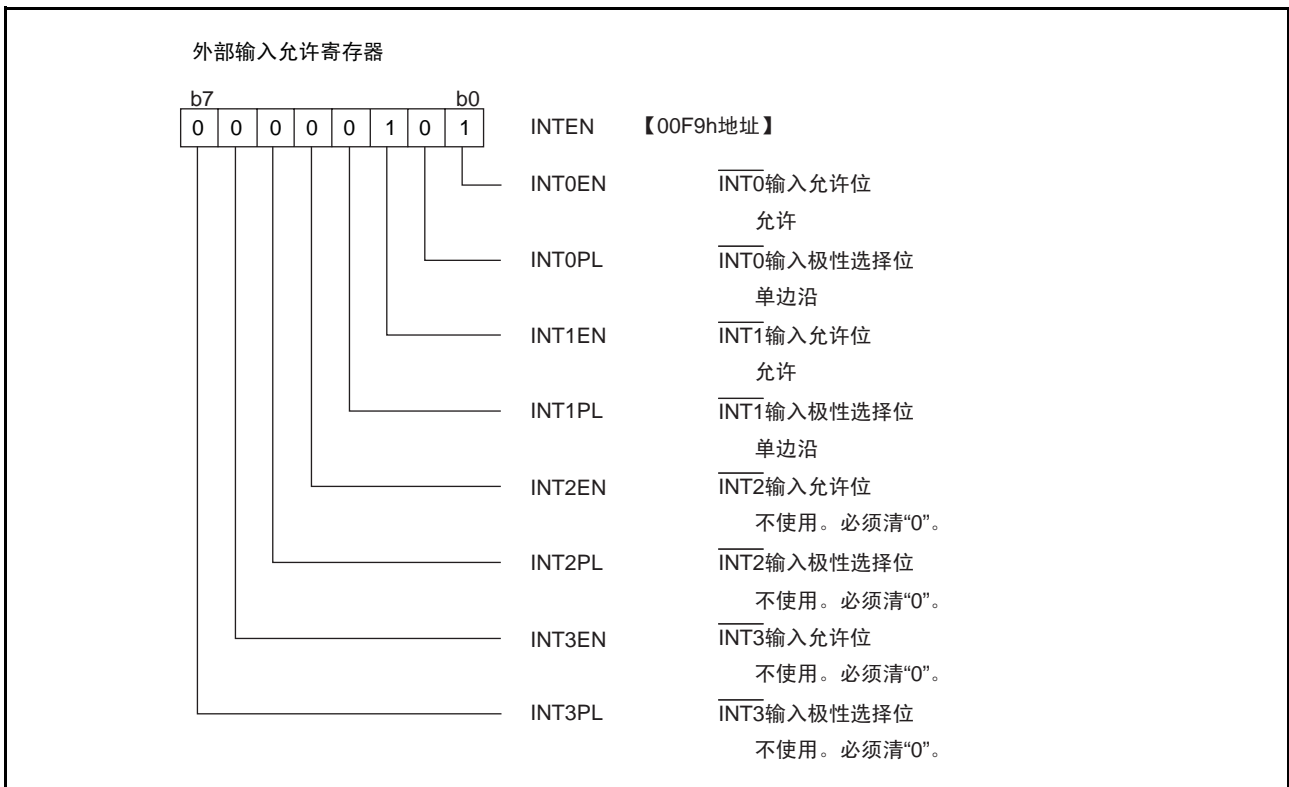 外部输入允许寄存器
b7 b0
0 0 0 0 0 1 0 1 INTEN 【00F9h地址】
INT0EN INT0输入允许位
允许
INT0PL INT0输入极性选择位
单边沿
INT1EN INT1输入允许位
允许
INT1PL INT1输入极性选择位
单边沿
INT2EN INT2输入允许位
不使用。必须清“0”。
INT2PL INT2输入极性选择位
不使用。必须清“0”。
INT3EN INT3输入允许位
不使用。必须清“0”。
INT3PL INT3输入极性选择位
不使用。必须清“0”。